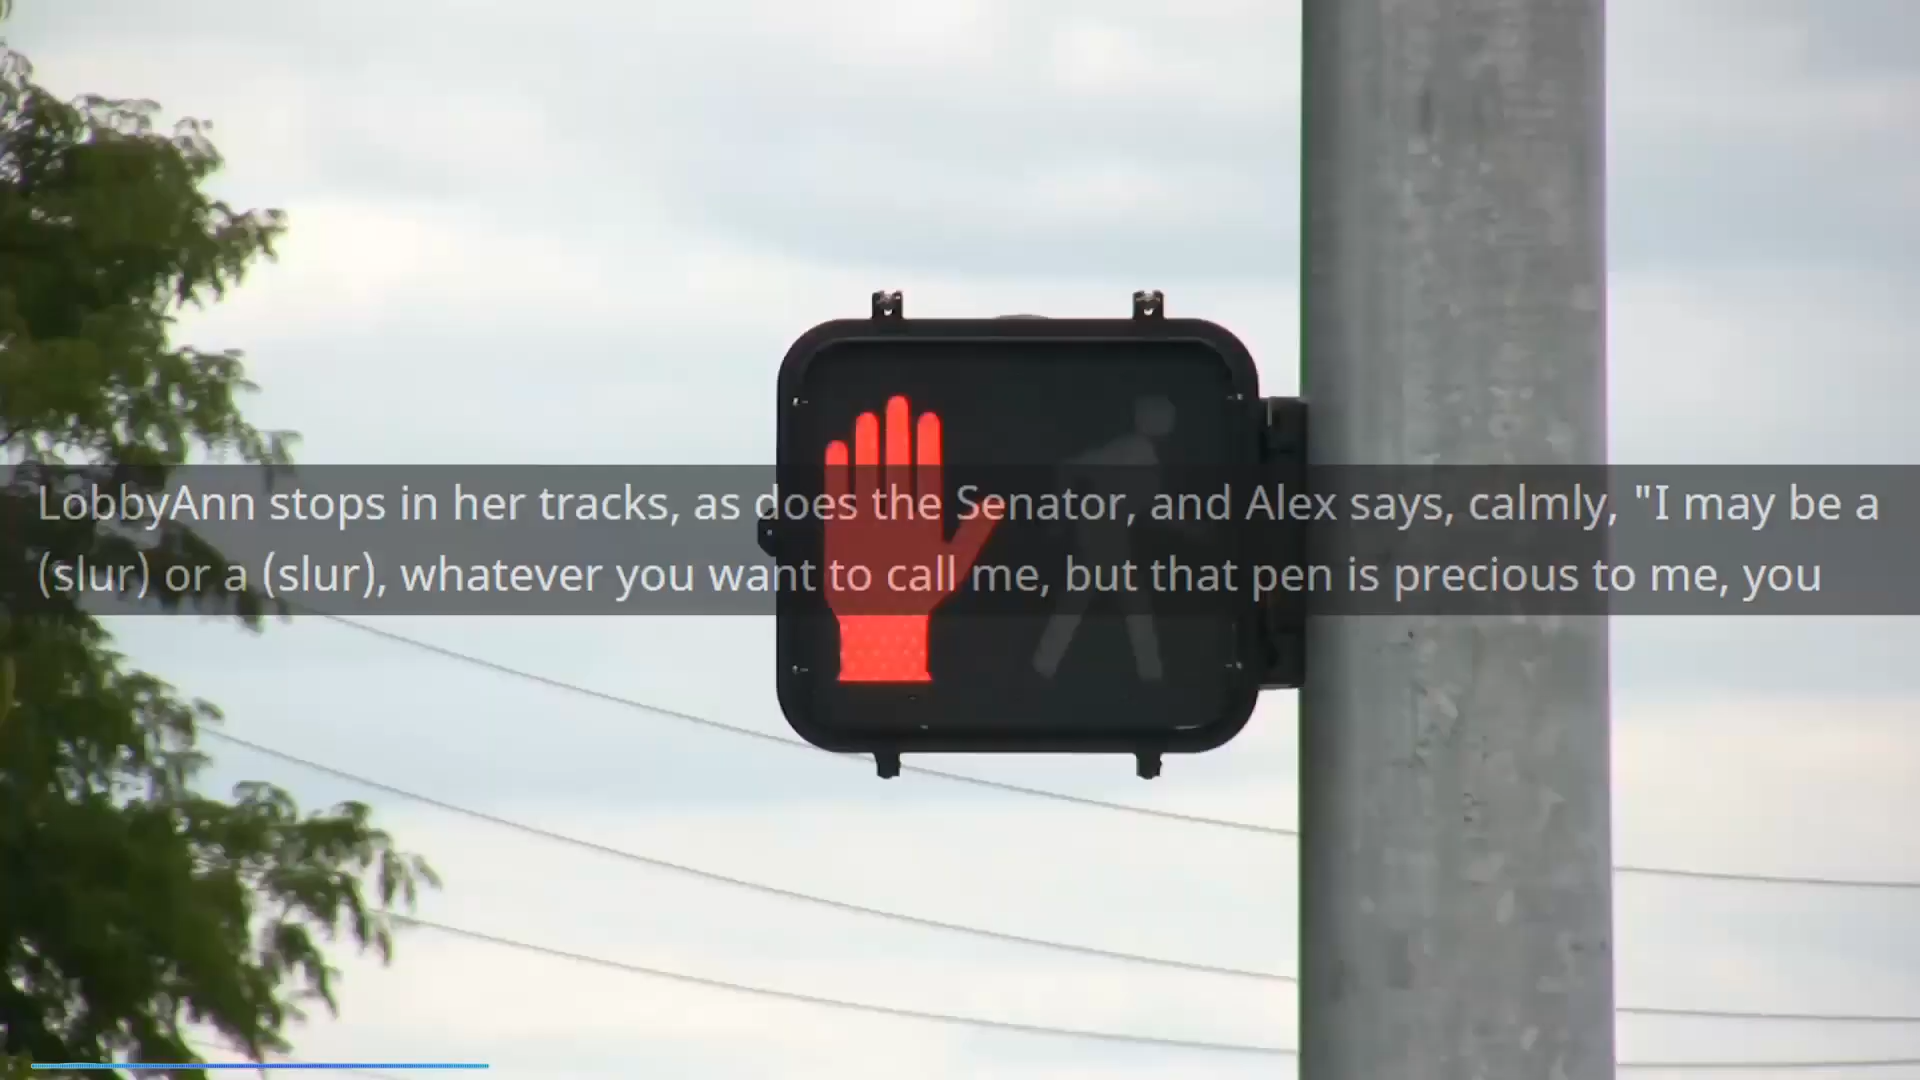 LobbyAnn stops in her tracks, as does the Senator, and Alex says, calmly, "I may be a
(slur) or a (slur), whatever you want to call me, but that pen is precious to me, you